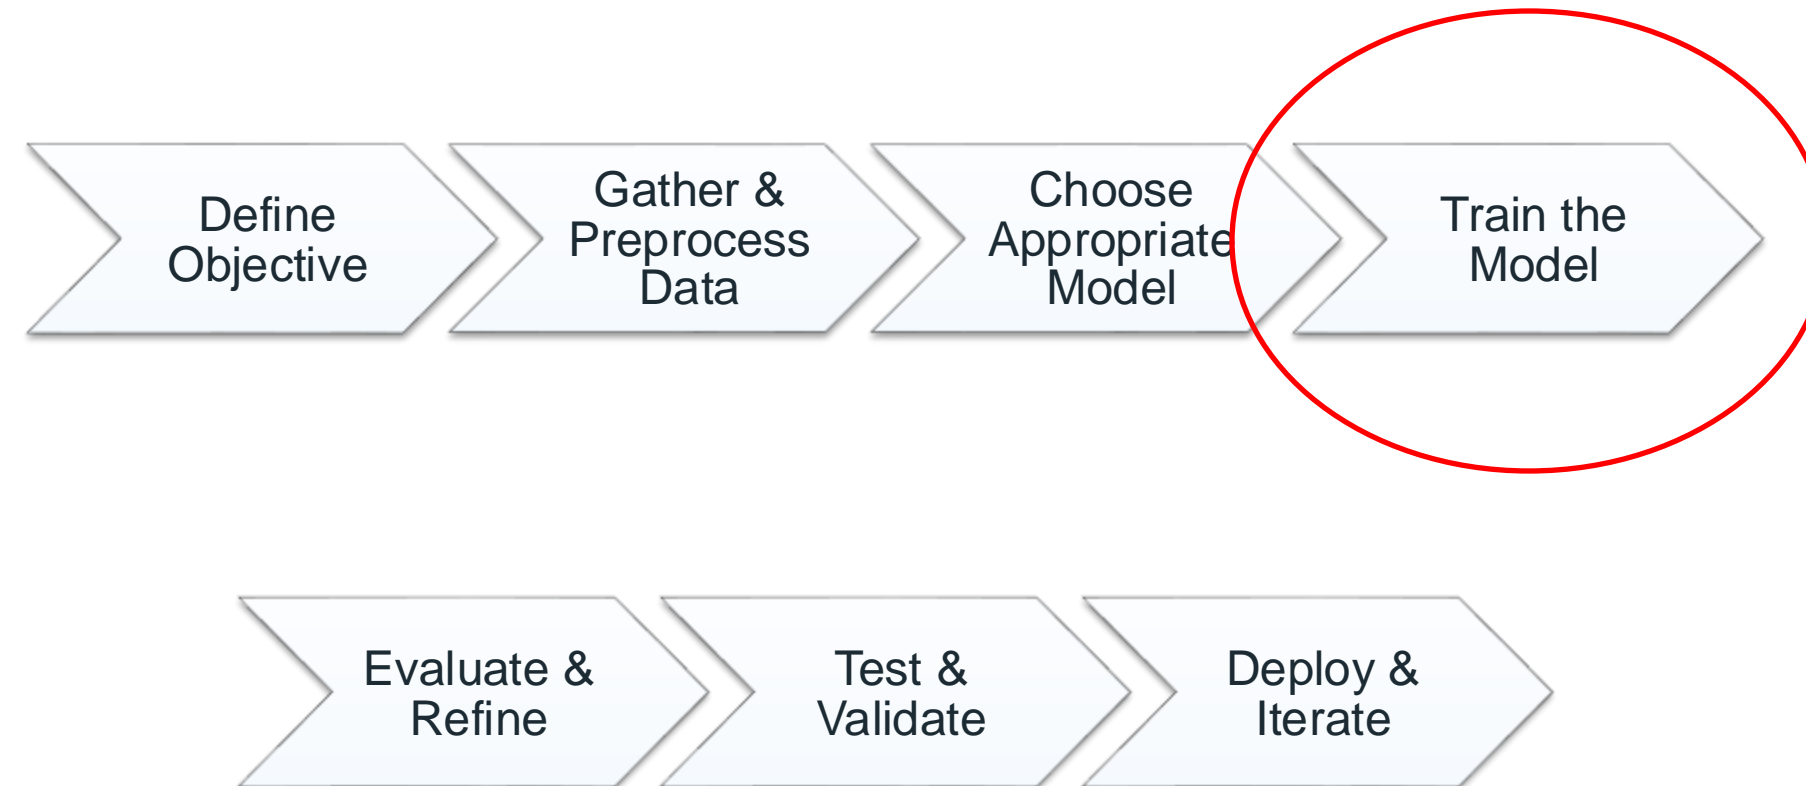 Define
Objective
Gather &
Preprocess
Data
Choose
Appropriate
Model
Train the
Model
Evaluate &
Refine
Test &
Validate
Deploy &
Iterate